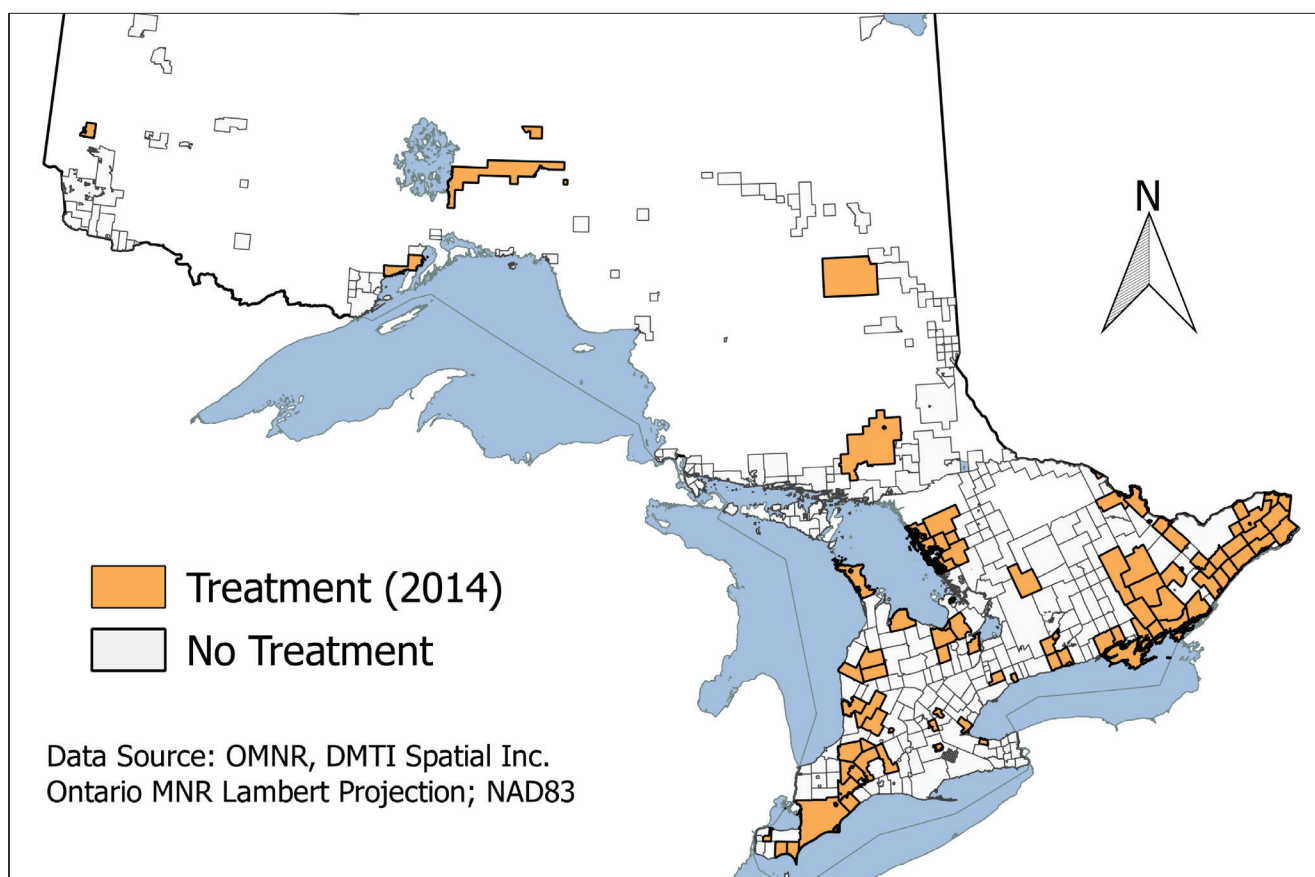 N
Treatment (2014)
No Treatment
Data Source: OMNR, DMTI Spatial Inc.
Ontario MNR Lambert Projection; NAD83